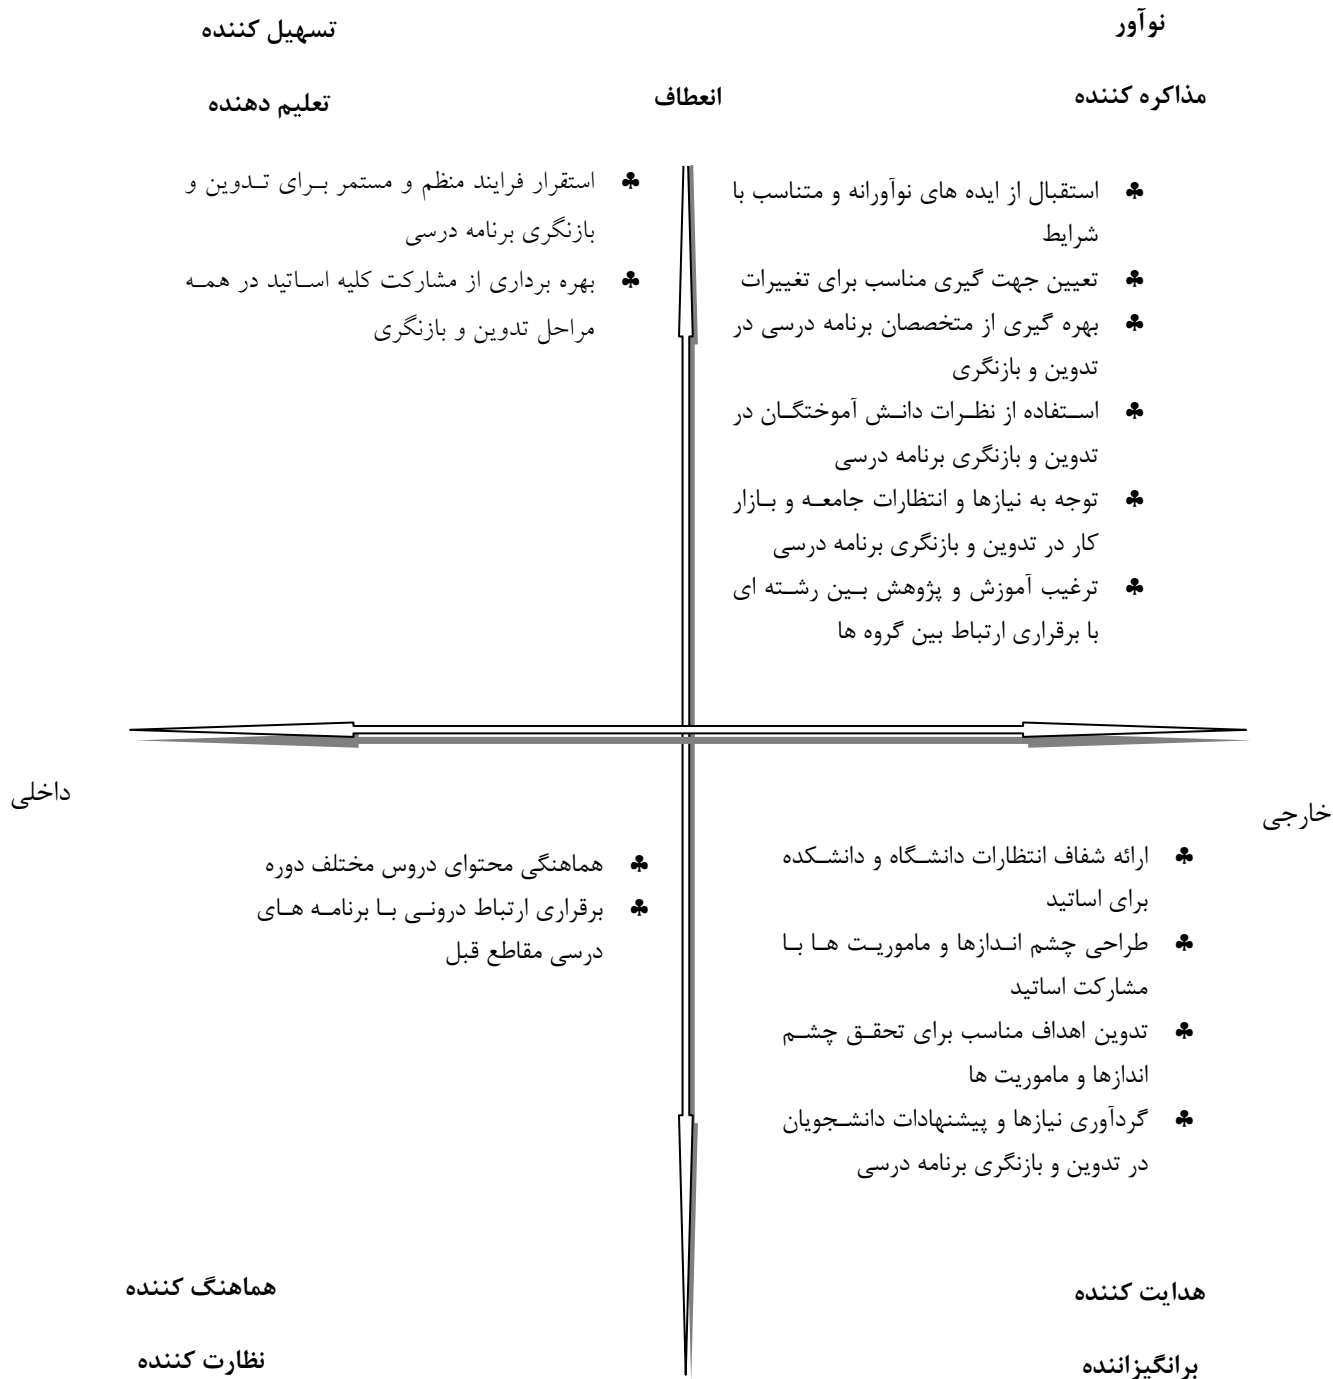 نوآور
مذاکره کننده
تسهیل کننده
تعلیم دهنده
انعطاف
♣ استقبال از ایده های نوآورانه و متناسب با
شرایط
♣ تعیین جهت گیری مناسب برای تغییرات
♣ بهره گیری از متخصصان برنامه درسی در
تدوین و بازنگری
♣ استفاده از نظرات دانش آموختگان در
تدوین و بازنگری برنامه درسی
♣ توجه به نیازها و انتظارات جامعه و بازار
کار در تدوین و بازنگری برنامه درسی
♣ ترغیب آموزش و پژوهش بین رشته ای
با برقراری ارتباط بین گروه ها
♣ استقرار فرایند منظم و مستمر برای تدوین و
بازنگری برنامه درسی
♣ بهره برداری از مشارکت کلیه اساتید در همه
مراحل تدوین و بازنگری
خارجی
داخلی
♣ ارائه شفاف انتظارات دانشگاه و دانشکده
برای اساتید
♣ طراحی چشم اندازها و ماموریت ها با
مشارکت اساتید
♣ تدوین اهداف مناسب برای تحقق چشم
اندازها و ماموریت ها
♣ گردآوری نیازها و پیشنهادات دانشجویان
در تدوین و بازنگری برنامه درسی
♣ هماهنگی محتوای دروس مختلف دوره
♣ برقراری ارتباط درونی با برنامه های
درسی مقاطع قبل
هدایت کننده
برانگیزاننده
هماهنگ کننده
نظارت کننده